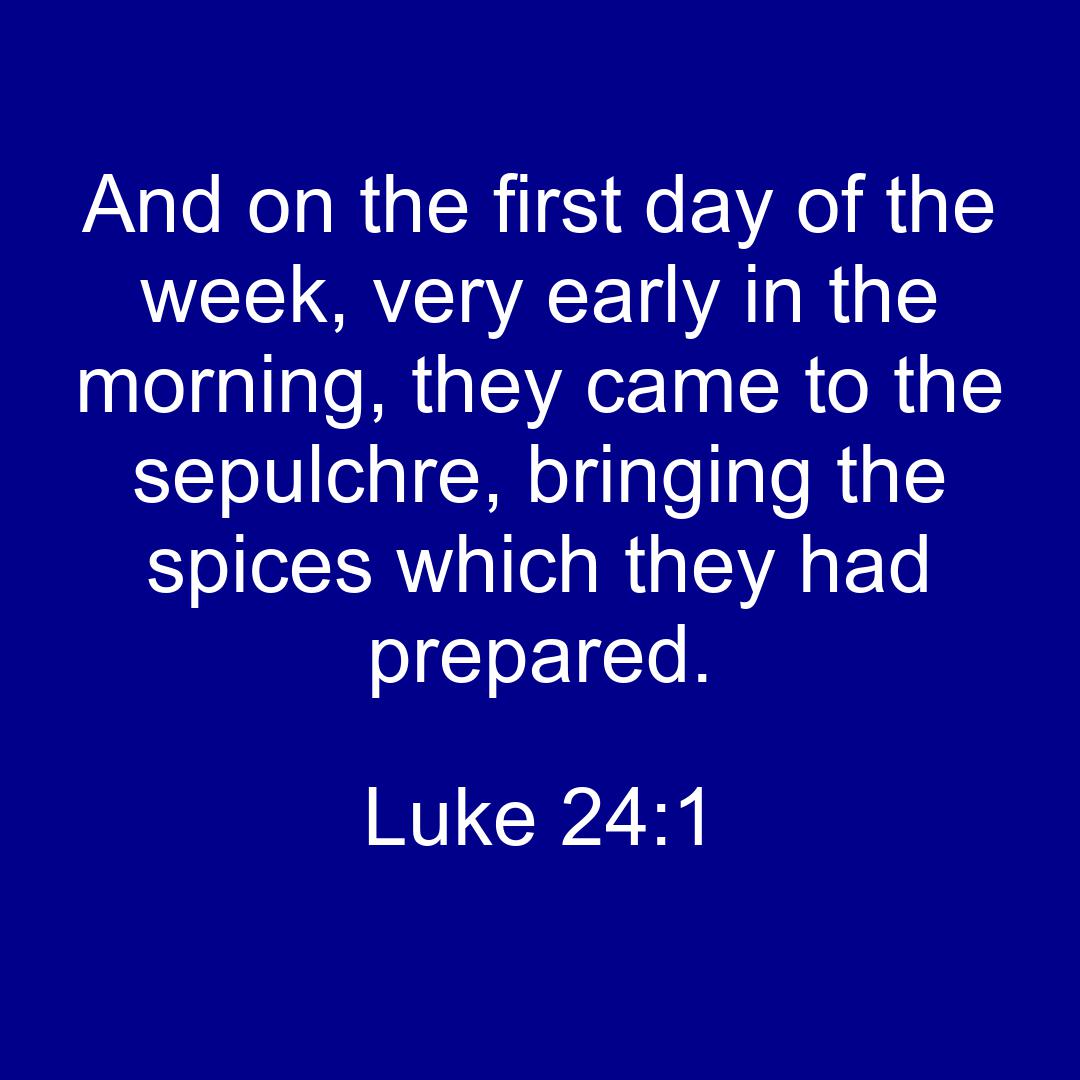 And on the first day of the
week, very early in the
morning, they came to the
sepulchre, bringing the
spices which they had
prepared.
Luke 24:1